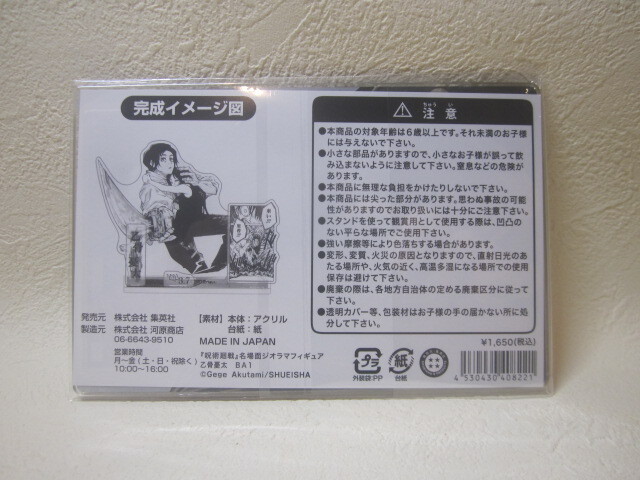 完成イメージ図
発売元 株式会社 集英社
製造元 株式会社 河原商店
06-6643-9510
営業時間
月～金(土・日・祝除く)
10:00～16:00
【素材】本体：アクリル
台紙：紙
MADE IN JAPAN
『呪術廻戦』名場面ジオラマフィギュア
乙骨憂太 BA1
©Gege Akutami/SHUEISHA
ちゅう い
注意
●本商品の対象年齢は6歳以上です。それ未満のお子様
には与えないで下さい。
●小さな部品がありますので、小さなお子様が誤って飲
み込まないように注意して下さい。窒息などの危険が
あります。
●本商品に無理な負担をかけたりしないで下さい。
●本商品には尖った部分があります。思わぬ事故の可能
性がありますのでお取り扱いには十分にご注意下さい。
●スタンドを使って観賞用として使用する際は、凹凸の
ない平らな場所でご使用下さい。
●強い摩擦等により色落ちする場合があります。
●変形、変質、火災の原因となりますので、直射日光のあ
たる場所や、火気の近く、高温多湿になる場所での使用
保存は避けて下さい。
●廃棄の際は、各地方自治体の定める廃棄区分に従って
下さい。
●透明カバー等、包装材はお子様の手の届かない所に処
分して下さい。
¥1,650(税込)
プラ
外装袋:PP
紙
台紙
4 530430 408221